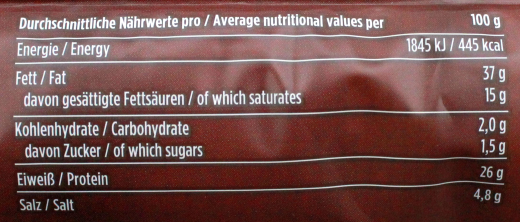 Durchschnittliche Nährwerte pro / Average nutritional values per 100 g
Energie / Energy 1845 kJ / 445 kcal
Fett / Fat 37 g
davon gesättigte Fettsäuren / of which saturates 15 g
Kohlenhydrate / Carbohydrate 2,0 g
davon Zucker / of which sugars 1,5 g
Eiweiß / Protein 26 g
Salz / Salt 4,8 g